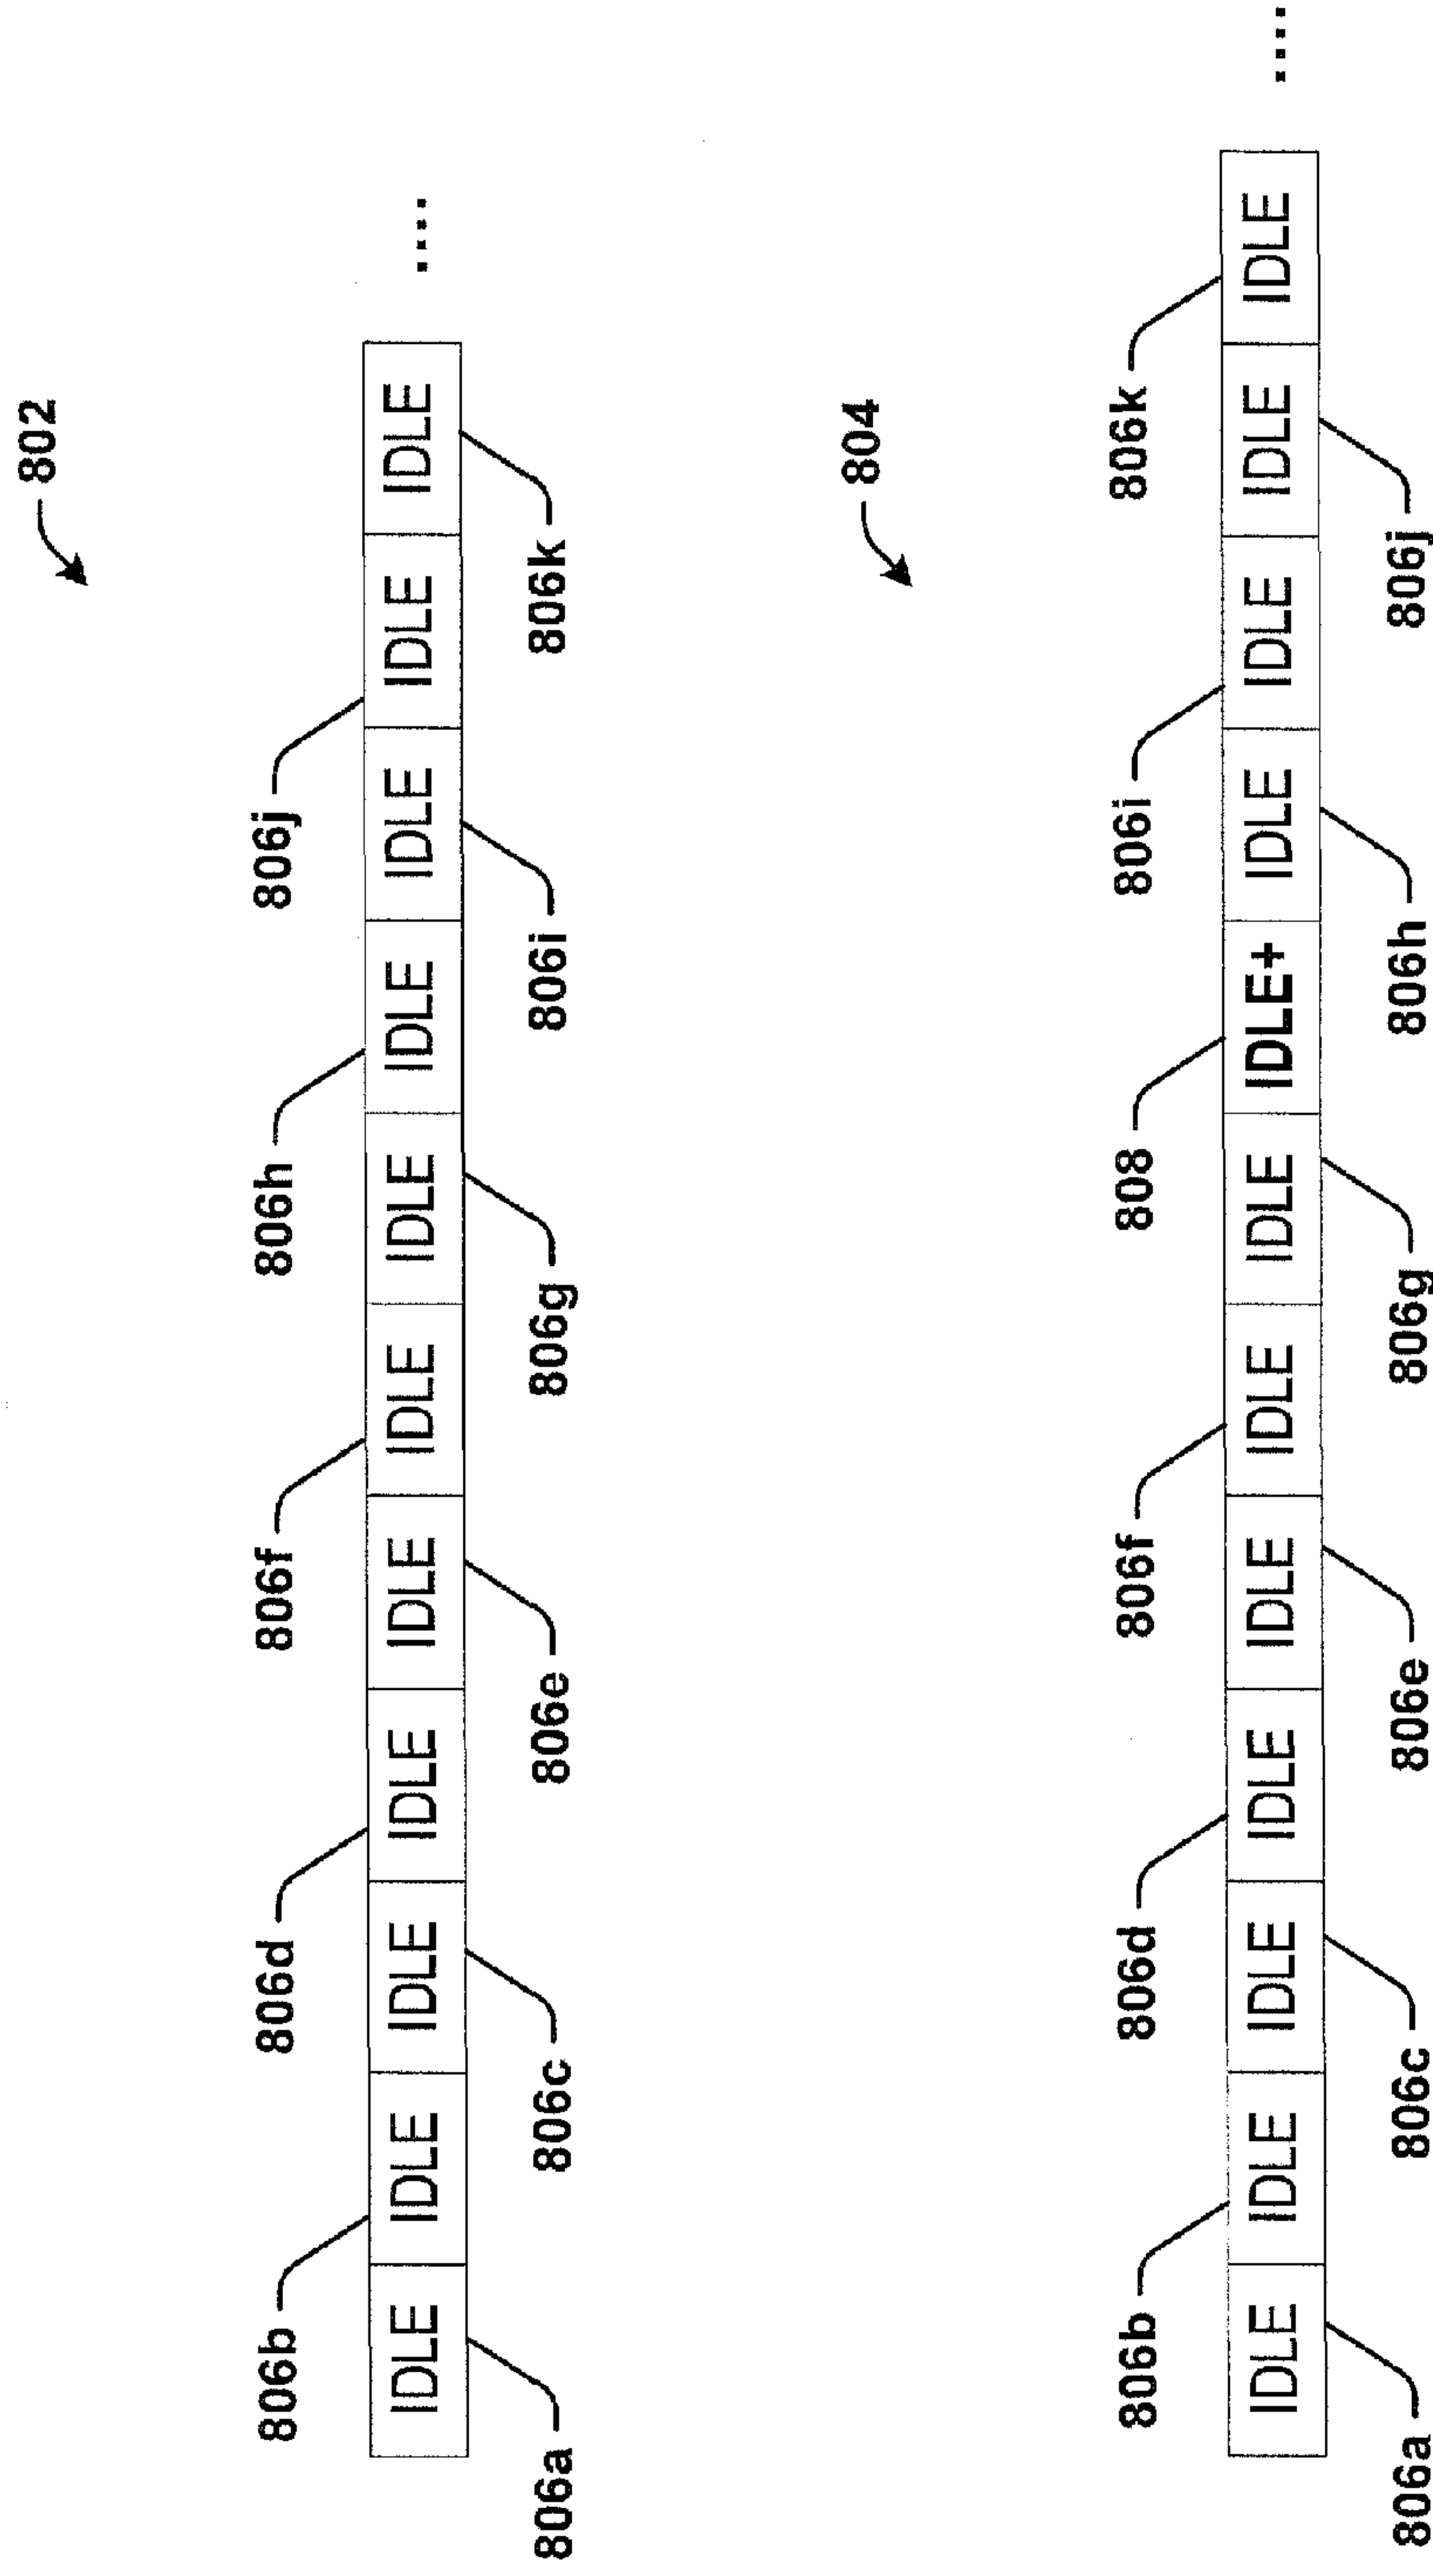 802
806b 806d 806f 806h 806j
IDLE IDLE IDLE IDLE IDLE IDLE IDLE IDLE IDLE IDLE IDLE ....
806a 806c 806e 806g 806i 806k
804
806b 806d 806f 808 806i 806k
IDLE IDLE IDLE IDLE IDLE IDLE IDLE IDLE+ IDLE IDLE IDLE IDLE ....
806a 806c 806e 806g 806h 806j